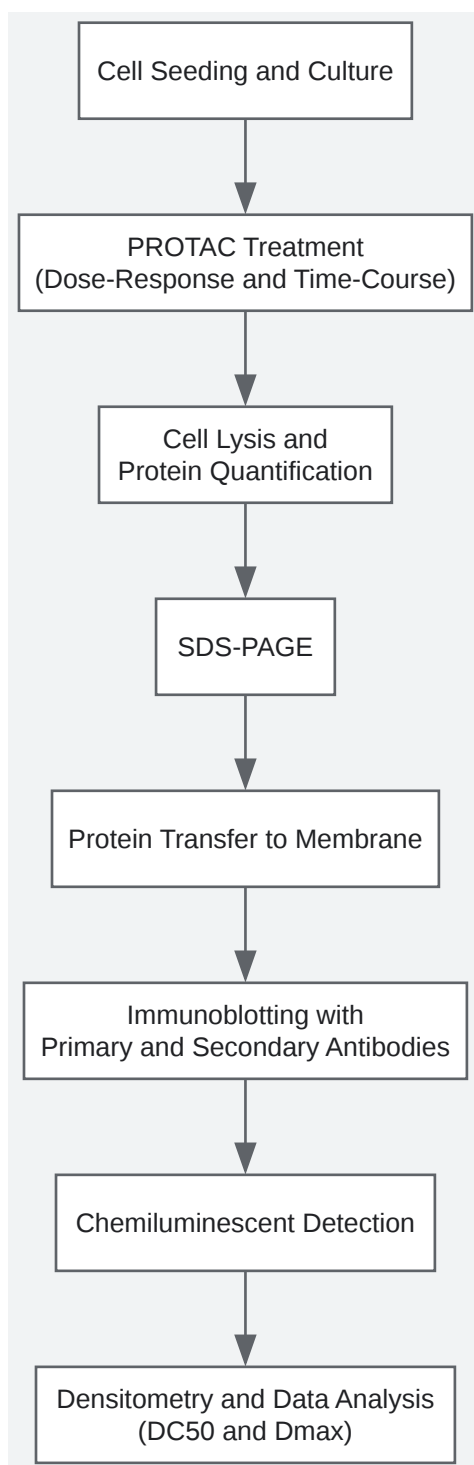 Cell Seeding and Culture
PROTAC Treatment
(Dose-Response and Time-Course)
Cell Lysis and
Protein Quantification
SDS-PAGE
Protein Transfer to Membrane
Immunoblotting with
Primary and Secondary Antibodies
Chemiluminescent Detection
Densitometry and Data Analysis
(DC50 and Dmax)